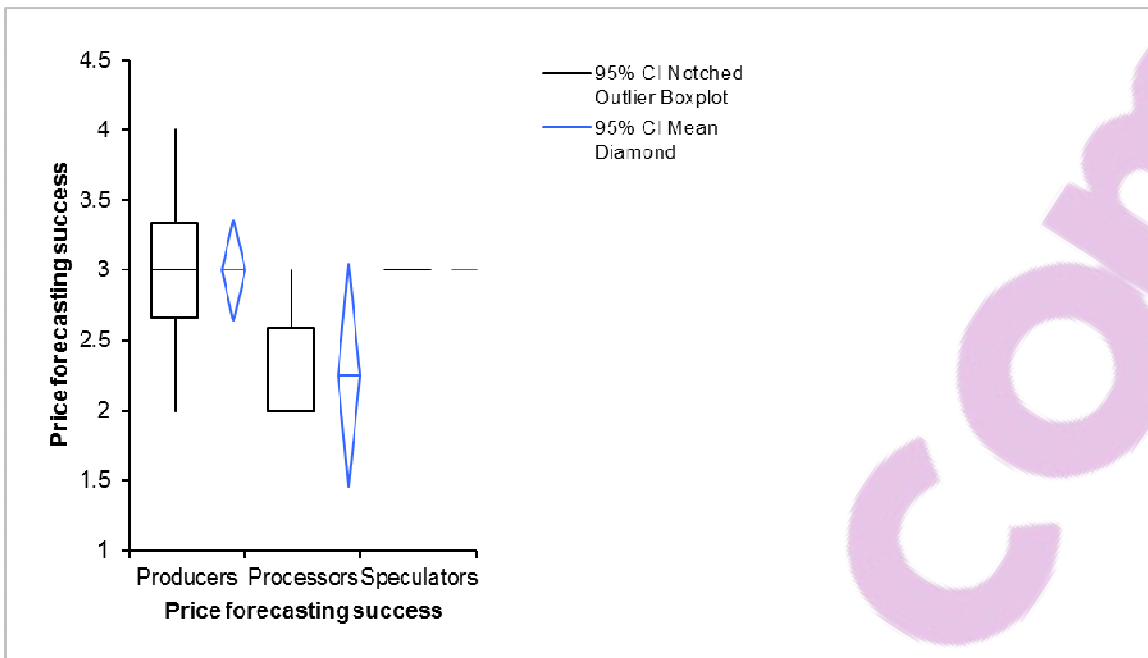 4.5
4
3.5
3
2.5
2
1.5
1
Price forecasting success
Producers Processors Speculators
Price forecasting success
95% CI Notched
Outlier Boxplot
95% CI Mean
Diamond